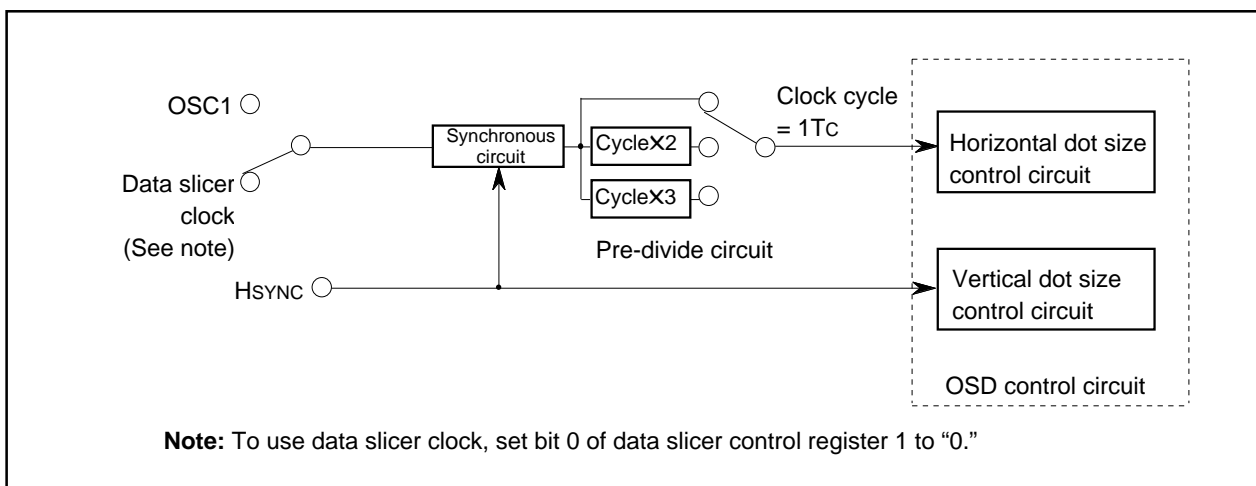 OSC1
Data slicer
clock
(See note)
HSYNC
Synchronous
circuit
Cycle×2
Cycle×3
Pre-divide circuit
Clock cycle
= 1TC
Horizontal dot size
control circuit
Vertical dot size
control circuit
OSD control circuit
Note: To use data slicer clock, set bit 0 of data slicer control register 1 to “0.”